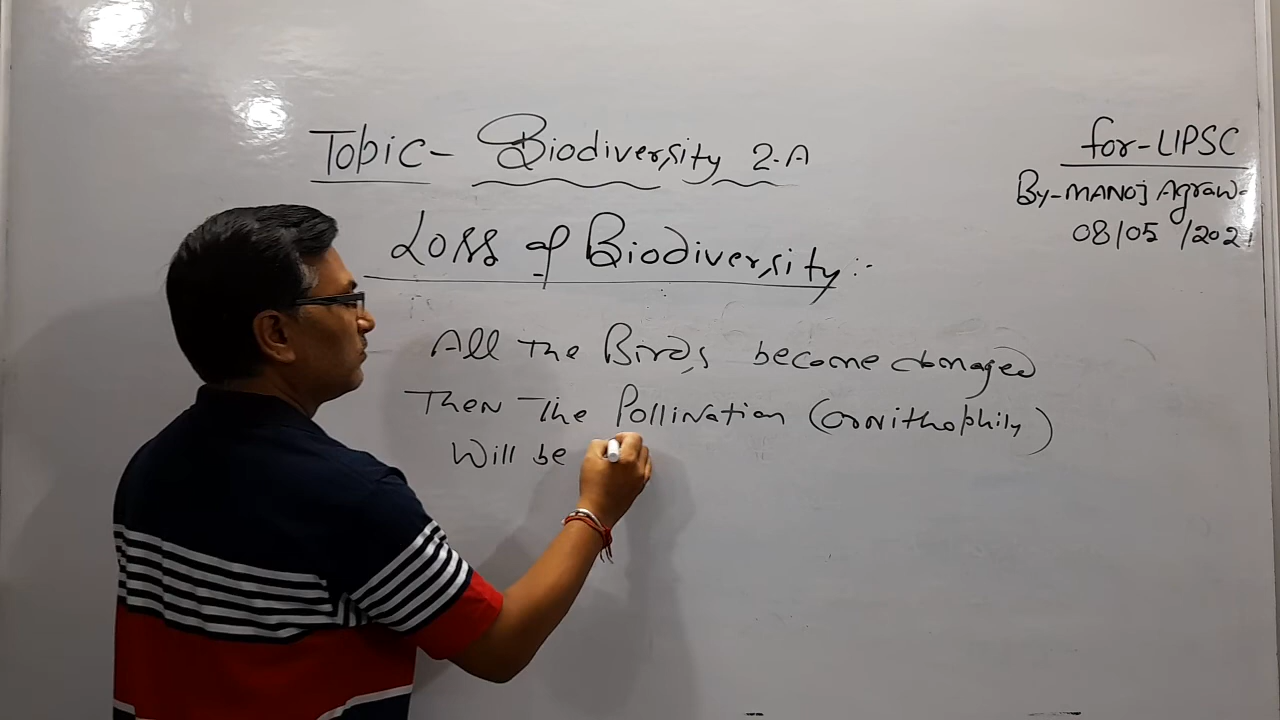 Topic- Biodiversity 2.A
for-UPSC
By-MANOJ Agraw
08/05/202
Loss of Biodiversity:-
All the Birds become damaged
Then The Pollination (ornithophily)
Will be